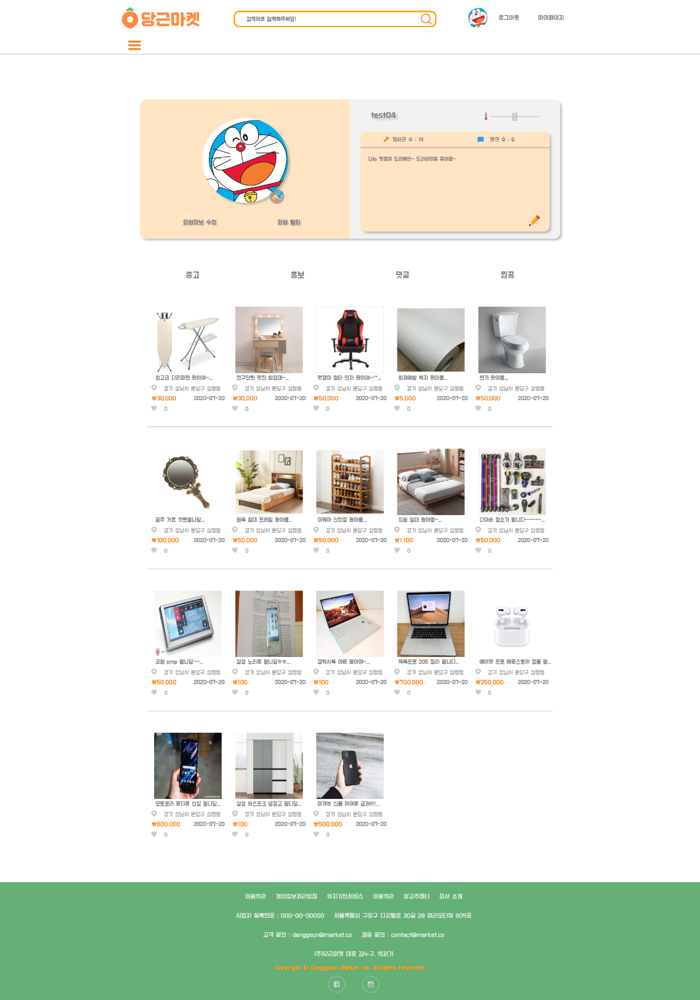 당근마켓
검색어를 입력해주세요!
로그아웃 마이페이지
test04
게시글 수 : 19 댓글 수 : 5
나는 멋쟁이 도라에몽~ 도라야끼를 좋아행~
회원정보 수정 회원 탈퇴
중고 홍보 댓글 찜꽁
최고급 다리미판 팔아여~... 전구달린 멋진 화장대~... 멋쟁이 컴터 의자 팔아여~^^... 화재예방 벽지 팔아용... 변기 팔아용...
경기 성남시 분당구 삼평동 경기 성남시 분당구 삼평동 경기 성남시 분당구 삼평동 경기 성남시 분당구 삼평동 경기 성남시 분당구 삼평동
₩30,000 2020-07-20 ₩30,000 2020-07-20 ₩50,000 2020-07-20 ₩5,000 2020-07-20 ₩50,000 2020-07-20
0 0 0 0 0
공주 거울 셋트팝니당... 원목 침대 프레임 팔아용... 이케아 신발장 팔아용... 침대 팔아염~... 다이슨 청소기 팝니다~~~~~...
경기 성남시 분당구 삼평동 경기 성남시 분당구 삼평동 경기 성남시 분당구 삼평동 경기 성남시 분당구 삼평동 경기 성남시 분당구 삼평동
₩100,000 2020-07-20 ₩50,000 2020-07-20 ₩50,000 2020-07-20 ₩1,100 2020-07-20 ₩50,000 2020-07-20
0 0 0 0 0
코원 pmp 팝니당~~... 삼성 노리폰 팝니당ㅎㅎ... 갤럭시북 이온 팔아여~... 맥북프로 205 얼리 팝니다... 에어팟 프로 애플스토어 정품 팔...
경기 성남시 분당구 삼평동 경기 성남시 분당구 삼평동 경기 성남시 분당구 삼평동 경기 성남시 분당구 삼평동 경기 성남시 분당구 삼평동
₩50,000 2020-07-20 ₩100 2020-07-20 ₩100 2020-07-20 ₩700,000 2020-07-20 ₩250,000 2020-07-20
0 0 0 0 0
모토로라 폴더폰 신상 팝니당... 삼성 비스포크 냉장고 팝니당... 미개봉 신품 아이폰 급처@!...
경기 성남시 분당구 삼평동 경기 성남시 분당구 삼평동 경기 성남시 분당구 삼평동
₩600,000 2020-07-20 ₩100 2020-07-20 ₩500,000 2020-07-20
0 0 0
이용약관 개인정보처리방침 위치기반서비스 이용약관 광고주센터 회사 소개
사업자 등록번호 : 000-00-00000 서울특별시 구로구 디지털로 30길 28 마리오타워 609호
고객 문의 : danggeun@market.co 제휴 문의 : contact@market.co
(주)당근마켓 대표 김누구, 박저기
Copyright © Danggeun Market Inc. Allrights reserved.